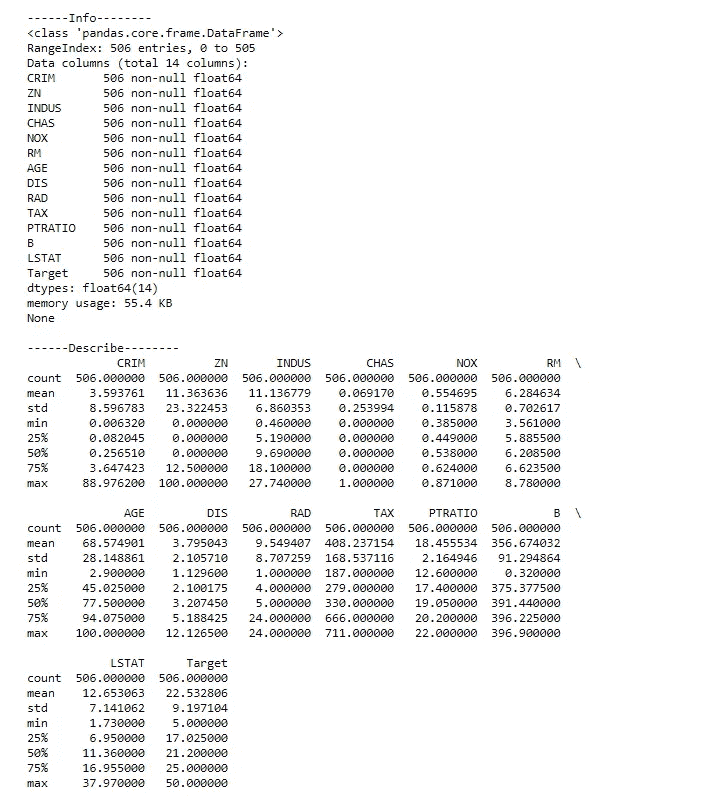 ------Info--------
<class 'pandas.core.frame.DataFrame'>
RangeIndex: 506 entries, 0 to 505
Data columns (total 14 columns):
CRIM       506 non-null float64
ZN         506 non-null float64
INDUS      506 non-null float64
CHAS       506 non-null float64
NOX        506 non-null float64
RM         506 non-null float64
AGE        506 non-null float64
DIS        506 non-null float64
RAD        506 non-null float64
TAX        506 non-null float64
PTRATIO    506 non-null float64
B          506 non-null float64
LSTAT      506 non-null float64
Target     506 non-null float64
dtypes: float64(14)
memory usage: 55.4 KB
None
------Describe--------
             CRIM          ZN       INDUS        CHAS         NOX          RM  \
count  506.000000  506.000000  506.000000  506.000000  506.000000  506.000000
mean     3.593761   11.363636   11.136779    0.069170    0.554695    6.284634
std      8.596783   23.322453    6.860353    0.253994    0.115878    0.702617
min      0.006320    0.000000    0.460000    0.000000    0.385000    3.561000
25%      0.082045    0.000000    5.190000    0.000000    0.449000    5.885500
50%      0.256510    0.000000    9.690000    0.000000    0.538000    6.208500
75%      3.647423   12.500000   18.100000    0.000000    0.624000    6.623500
max     88.976200  100.000000   27.740000    1.000000    0.871000    8.780000
              AGE         DIS         RAD         TAX     PTRATIO           B  \
count  506.000000  506.000000  506.000000  506.000000  506.000000  506.000000
mean    68.574901    3.795043    9.549407  408.237154   18.455534  356.674032
std     28.148861    2.105710    8.707259  168.537116    2.164946   91.294864
min      2.900000    1.129600    1.000000  187.000000   12.600000    0.320000
25%     45.025000    2.100175    4.000000  279.000000   17.400000  375.377500
50%     77.500000    3.207450    5.000000  330.000000   19.050000  391.440000
75%     94.075000    5.188425   24.000000  666.000000   20.200000  396.225000
max    100.000000   12.126500   24.000000  711.000000   22.000000  396.900000
            LSTAT      Target
count  506.000000  506.000000
mean    12.653063   22.532806
std      7.141062    9.197104
min      1.730000    5.000000
25%      6.950000   17.025000
50%     11.360000   21.200000
75%     16.955000   25.000000
max     37.970000   50.000000